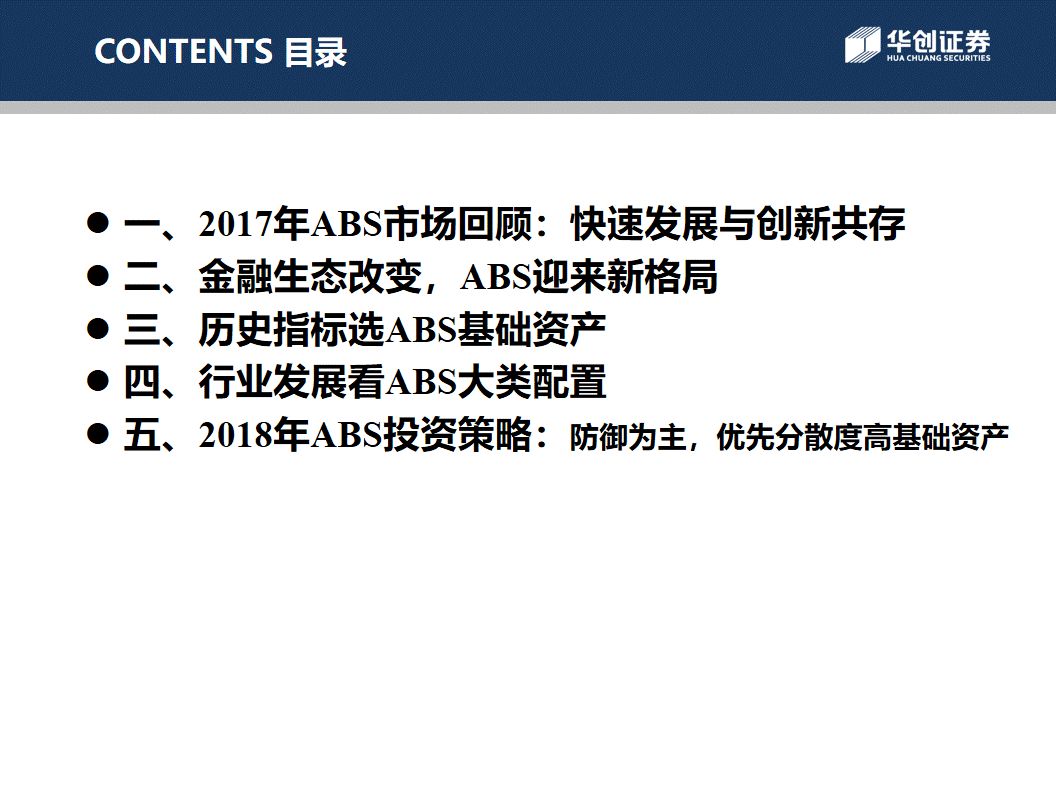 CONTENTS 目录
华创证券
HUA CHUANG SECURITIES
一、2017年ABS市场回顾：快速发展与创新共存
二、金融生态改变，ABS迎来新格局
三、历史指标选ABS基础资产
四、行业发展看ABS大类配置
五、2018年ABS投资策略：防御为主，优先分散度高基础资产